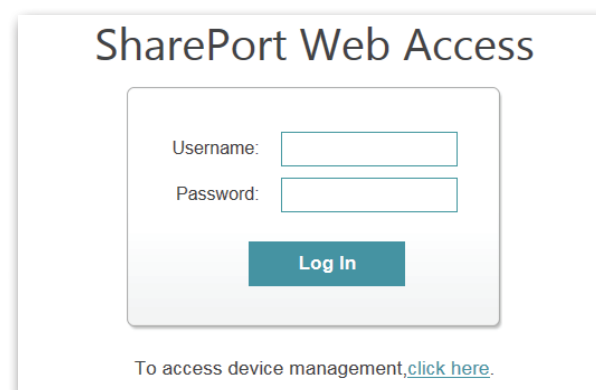 SharePort Web Access
Username:
Password:
Log In
To access device management,click here.